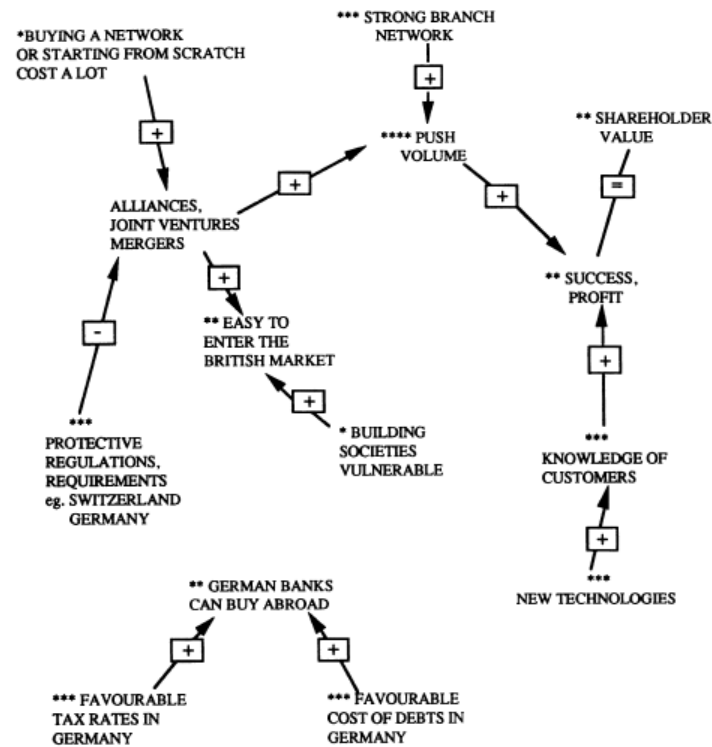 *BUYING A NETWORK
OR STARTING FROM SCRATCH
COST A LOT
*** STRONG BRANCH
NETWORK
+
+
**** PUSH
VOLUME
** SHAREHOLDER
VALUE
+
+
=
ALLIANCES,
JOINT VENTURES
MERGERS
+
** SUCCESS,
PROFIT
-
** EASY TO
ENTER THE
BRITISH MARKET
+
+
* BUILDING
SOCIETIES
VULNERABLE
***
PROTECTIVE
REGULATIONS,
REQUIREMENTS
eg. SWITZERLAND
GERMANY
***
KNOWLEDGE OF
CUSTOMERS
+
***
NEW TECHNOLOGIES
** GERMAN BANKS
CAN BUY ABROAD
+
+
*** FAVOURABLE
TAX RATES IN
GERMANY
*** FAVOURABLE
COST OF DEBTS IN
GERMANY